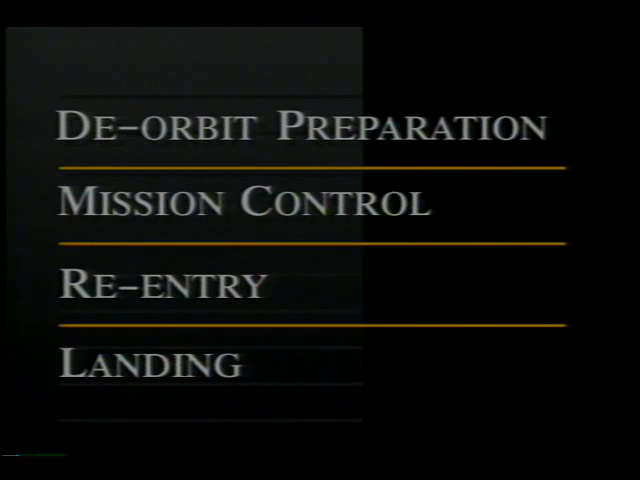 DE-ORBIT PREPARATION
MISSION CONTROL
RE-ENTRY
LANDING